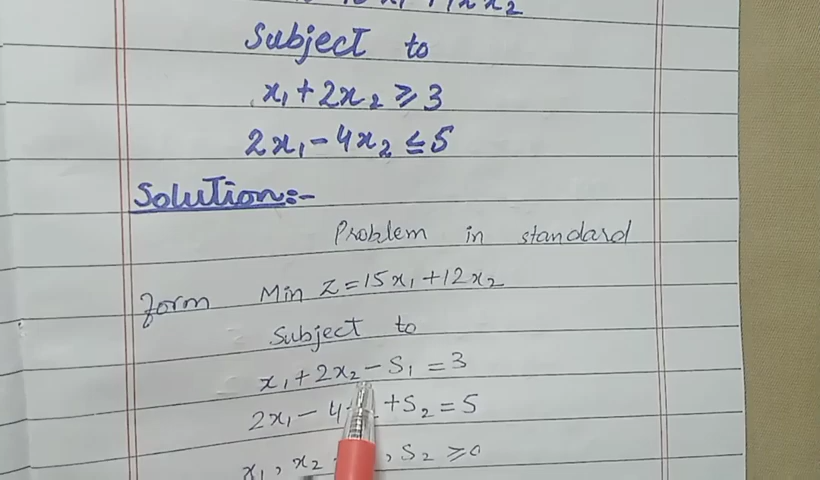 Subject to
x₁ + 2x₂ ≥ 3
2x₁ - 4x₂ ≤ 5
Solution:-
Problem in standard
form Min Z = 15x₁ + 12x₂
Subject to
x₁ + 2x₂ - S₁ = 3
2x₁ - 4 + S₂ = 5
x₁, x₂ , S₂ ≥ 0